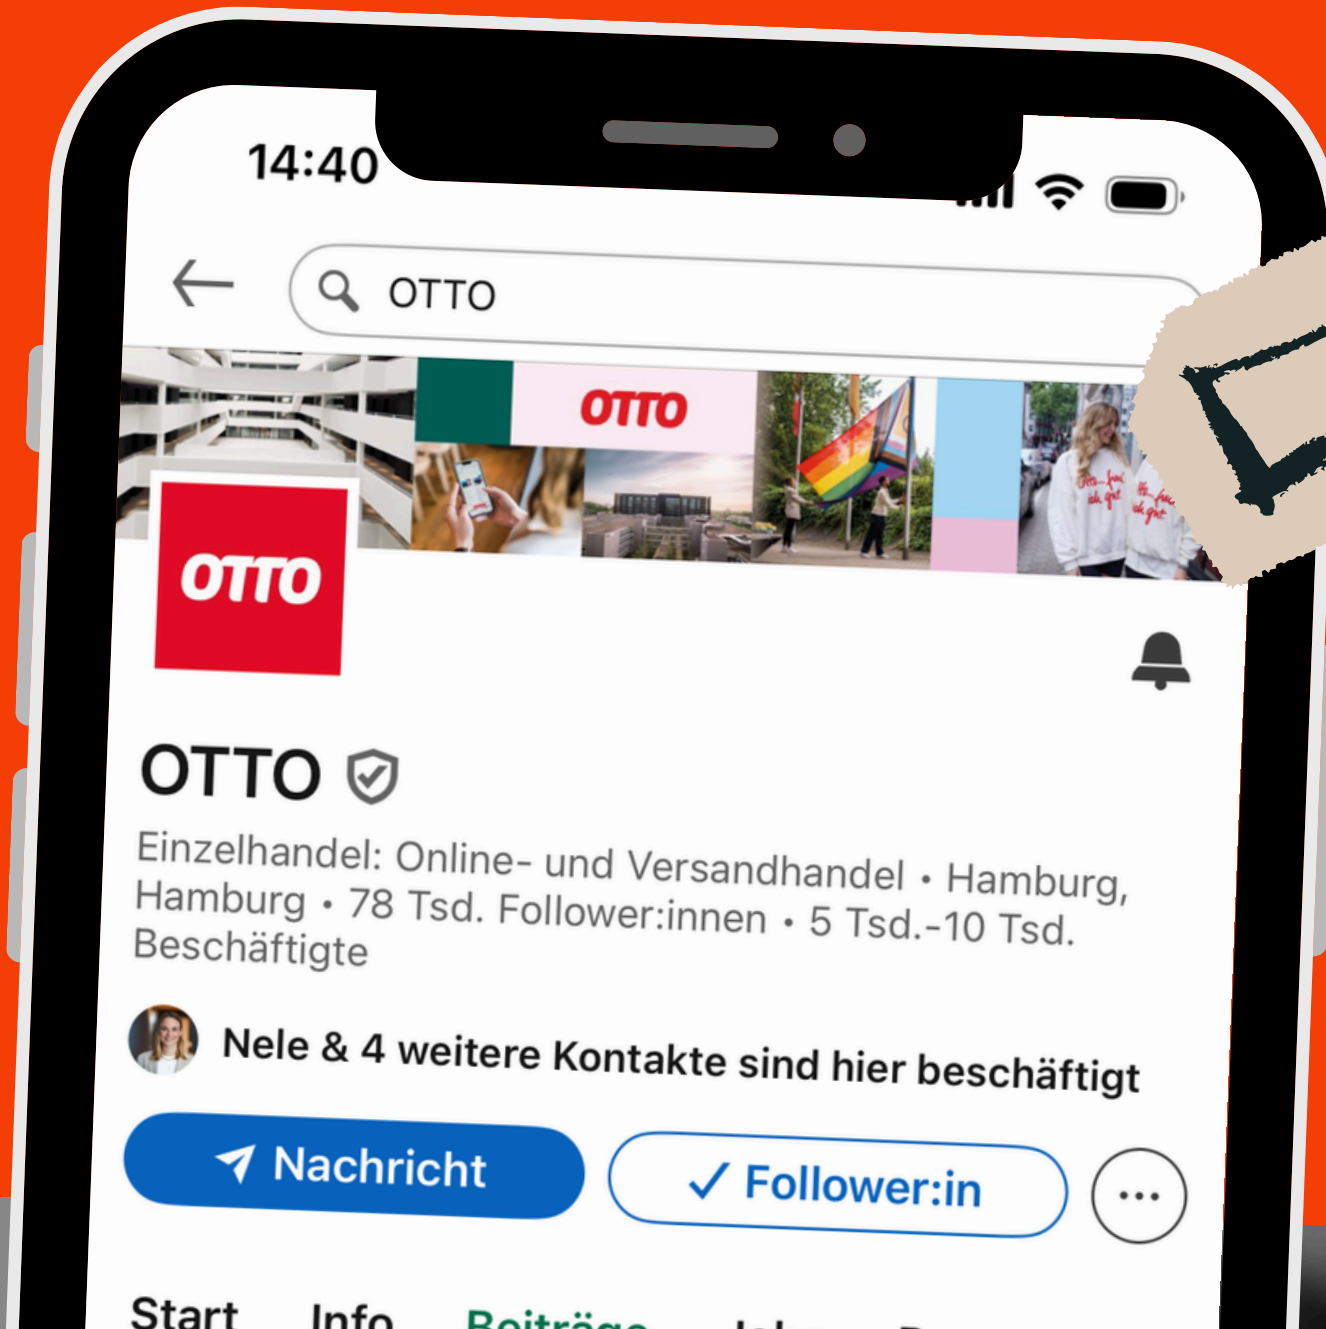 14:40
OTTO
OTTO
OTTO
OTTO
Einzelhandel: Online- und Versandhandel • Hamburg,
Hamburg • 78 Tsd. Follower:innen • 5 Tsd.-10 Tsd.
Beschäftigte
Nele & 4 weitere Kontakte sind hier beschäftigt
Nachricht
Follower:in
Start Info Beiträge